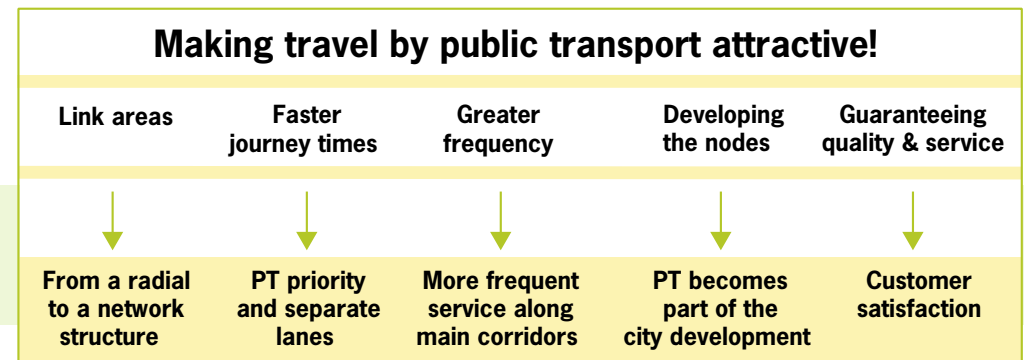 Making travel by public transport attractive!
Link areas
Faster
journey times
Greater
frequency
Developing
the nodes
Guaranteeing
quality & service
From a radial
to a network
structure
PT priority
and separate
lanes
More frequent
service along
main corridors
PT becomes
part of the
city development
Customer
satisfaction